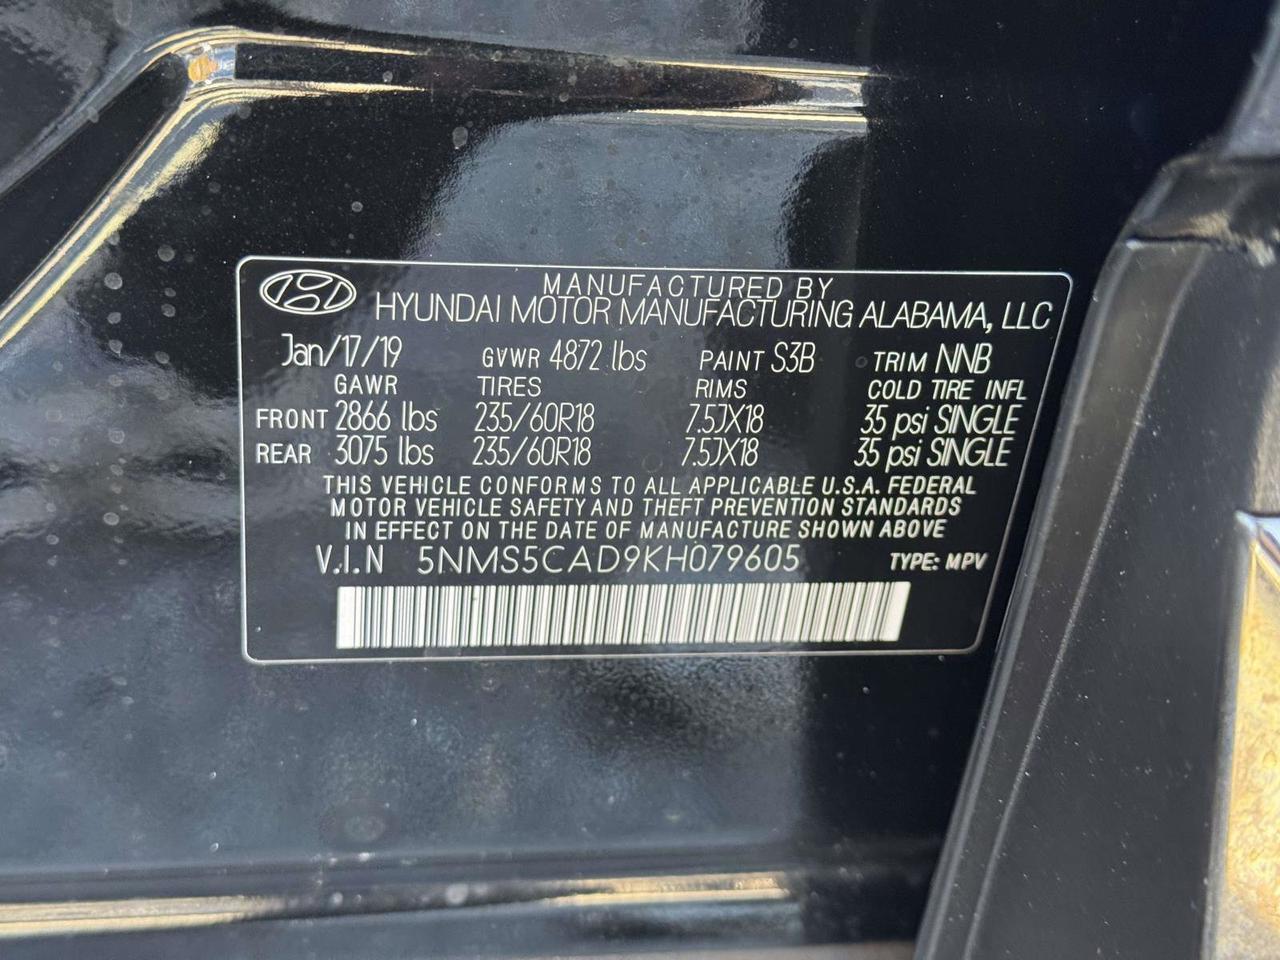 MANUFACTURED BY
HYUNDAI MOTOR MANUFACTURING ALABAMA, LLC
Jan/17/19 GVWR 4872 lbs PAINT S3B TRIM NNB
GAWR TIRES RIMS COLD TIRE INFL
FRONT 2866 lbs 235/60R18 7.5JX18 35 psi SINGLE
REAR 3075 lbs 235/60R18 7.5JX18 35 psi SINGLE
THIS VEHICLE CONFORMS TO ALL APPLICABLE U.S.A. FEDERAL
MOTOR VEHICLE SAFETY AND THEFT PREVENTION STANDARDS
IN EFFECT ON THE DATE OF MANUFACTURE SHOWN ABOVE
V.I.N 5NMS5CAD9KH079605 TYPE: MPV